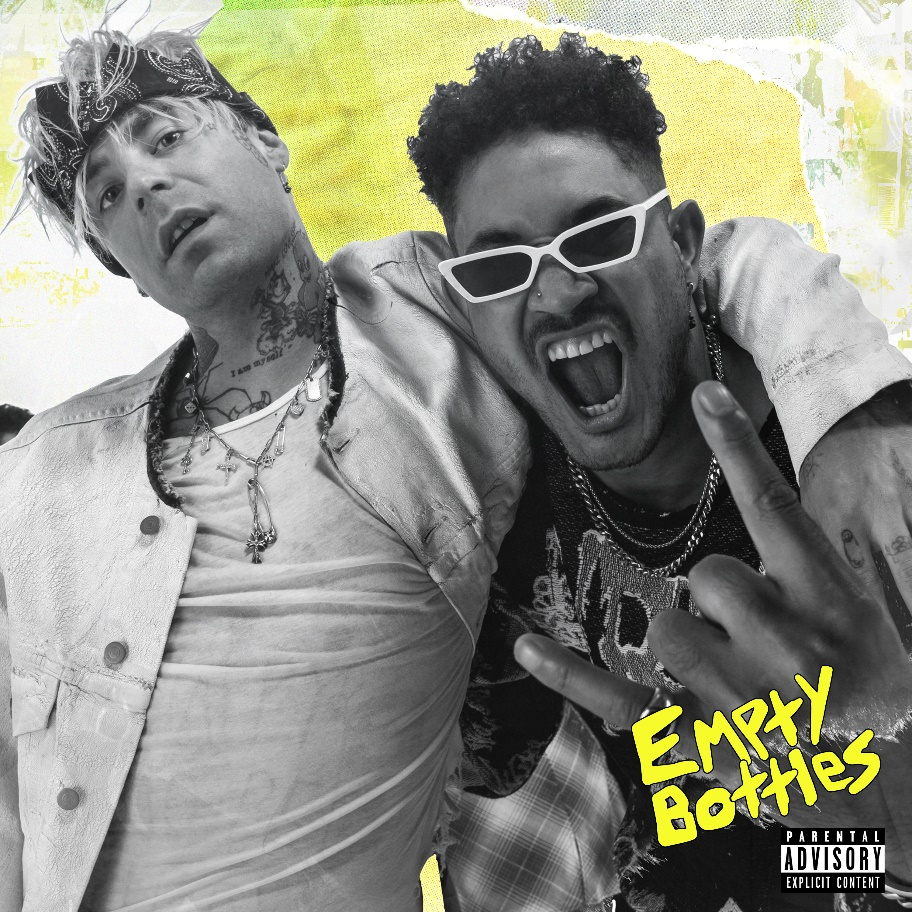 I am myself
Empty
Bottles
PARENTAL
ADVISORY
EXPLICIT CONTENT